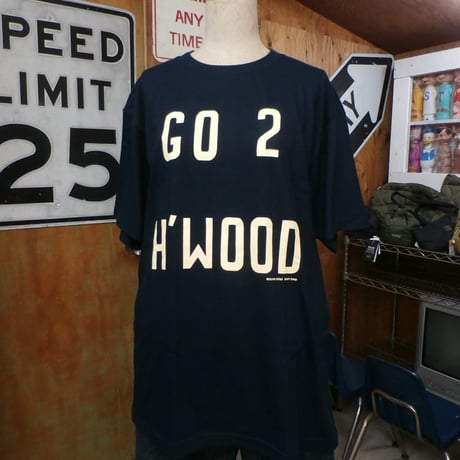 SPEED
LIMIT
25
ANY
TIME
GO 2
H'WOOD